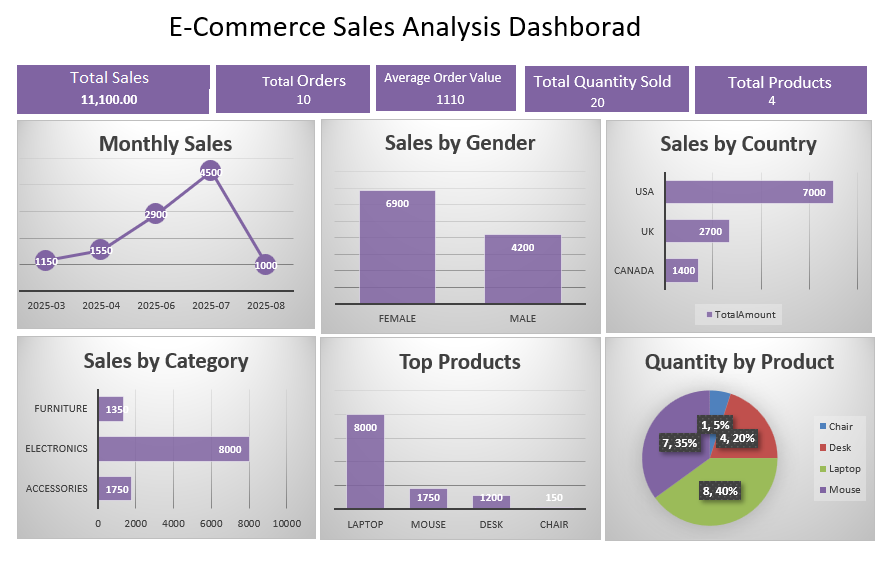 E-Commerce Sales Analysis Dashborad
Total Sales
11,100.00
Total Orders
10
Average Order Value
1110
Total Quantity Sold
20
Total Products
4
Monthly Sales
4500
2900
1550
1150
1000
2025-03 2025-04 2025-06 2025-07 2025-08
Sales by Gender
6900
4200
FEMALE MALE
Sales by Country
USA 7000
UK 2700
CANADA 1400
TotalAmount
Sales by Category
FURNITURE 1350
ELECTRONICS 8000
ACCESSORIES 1750
0 2000 4000 6000 8000 10000
Top Products
8000 1750 1200 150
LAPTOP MOUSE DESK CHAIR
Quantity by Product
1, 5%
4, 20%
7, 35%
8, 40%
Chair
Desk
Laptop
Mouse